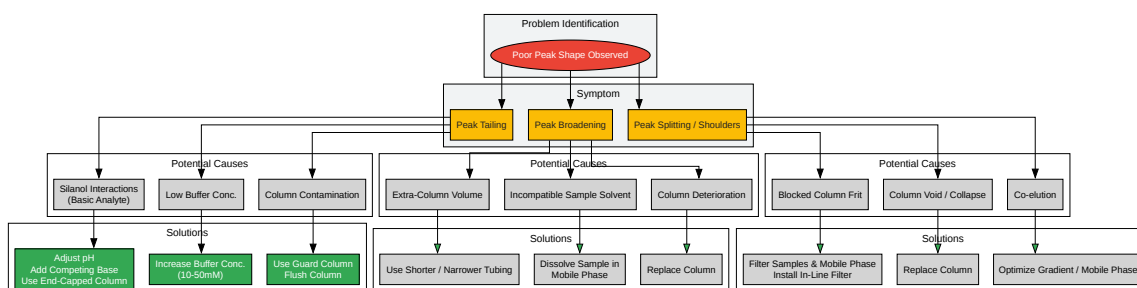 Problem Identification
Poor Peak Shape Observed
Symptom
Peak Tailing
Peak Broadening
Peak Splitting / Shoulders
Potential Causes
Silanol Interactions
(Basic Analyte)
Low Buffer Conc.
Column Contamination
Potential Causes
Extra-Column Volume
Incompatible Sample Solvent
Column Deterioration
Potential Causes
Blocked Column Frit
Column Void / Collapse
Co-elution
Solutions
Adjust pH
Add Competing Base
Use End-Capped Column
Increase Buffer Conc.
(10-50mM)
Use Guard Column
Flush Column
Solutions
Use Shorter / Narrower Tubing
Dissolve Sample in
Mobile Phase
Replace Column
Solutions
Filter Samples & Mobile Phase
Install In-Line Filter
Replace Column
Optimize Gradient / Mobile Phase